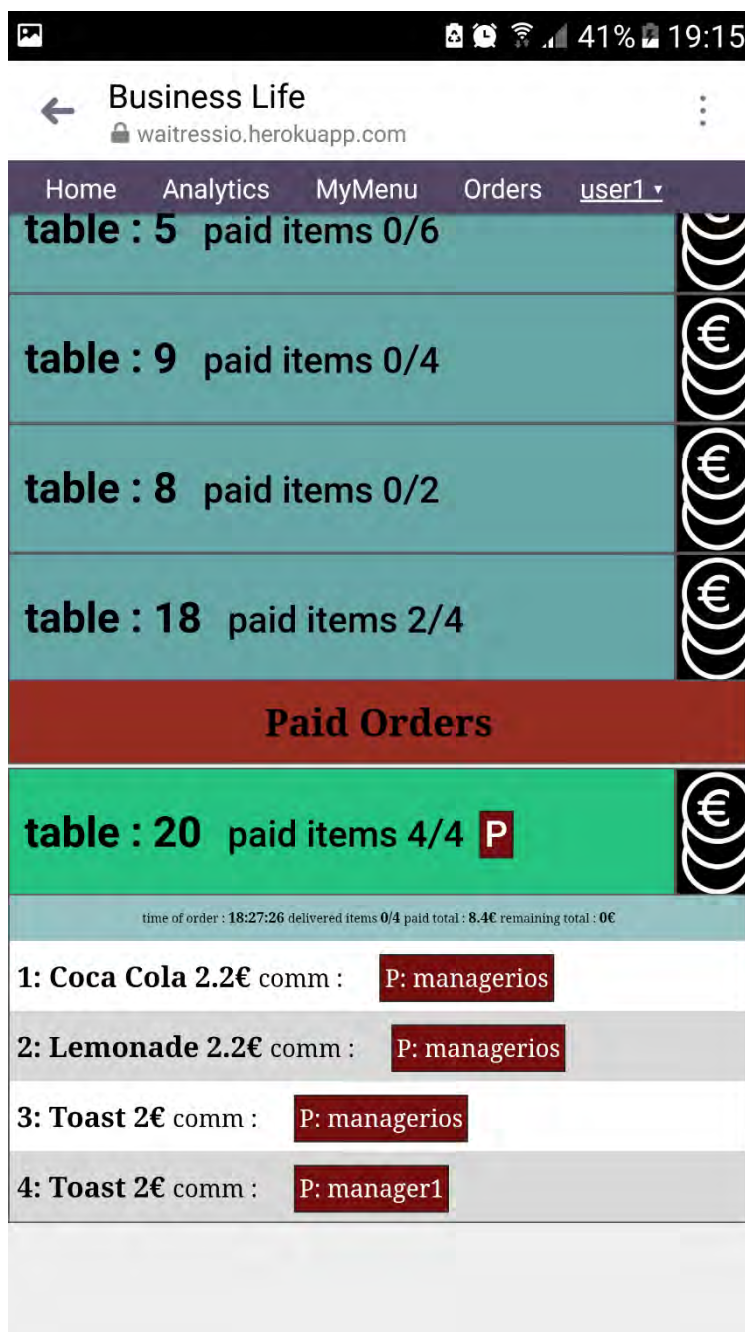 41% 19:15
Business Life
waitressio.herokuapp.com
Home Analytics MyMenu Orders user1
table : 5 paid items 0/6
€
table : 9 paid items 0/4
€
table : 8 paid items 0/2
€
table : 18 paid items 2/4
€
Paid Orders
table : 20 paid items 4/4 P
€
time of order : 18:27:26 delivered items 0/4 paid total : 8.4€ remaining total : 0€
1: Coca Cola 2.2€ comm : P: managerios
2: Lemonade 2.2€ comm : P: managerios
3: Toast 2€ comm : P: managerios
4: Toast 2€ comm : P: manager1